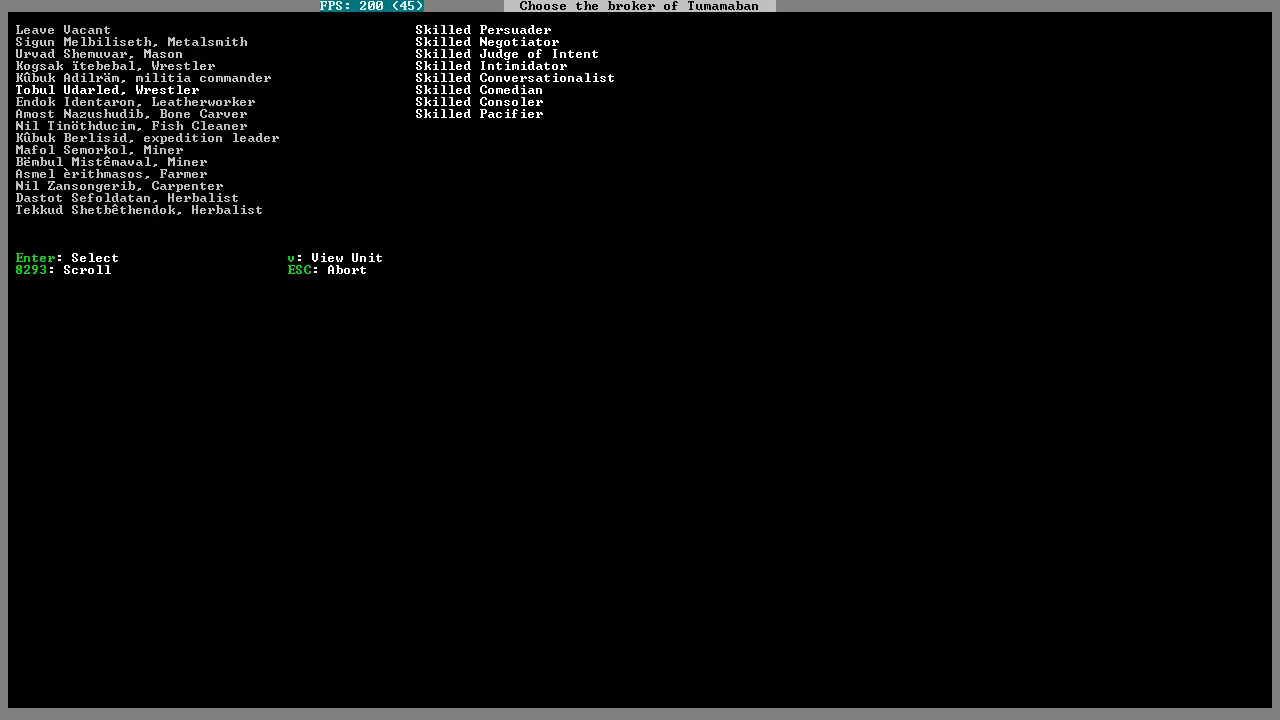 FPS: 200 (45) Choose the broker of Tumamaban
Leave Vacant Skilled Persuader
Sigun Melbiliseth, Metalsmith Skilled Negotiator
Urvad Shemuvar, Mason Skilled Judge of Intent
Kogsak ïtebebal, Wrestler Skilled Intimidator
Kûbuk Adilräm, militia commander Skilled Conversationalist
Tobul Udarled, Wrestler Skilled Comedian
Endok Identaron, Leatherworker Skilled Consoler
Amost Nazushudib, Bone Carver Skilled Pacifier
Nil Tinöthducim, Fish Cleaner
Kûbuk Berlisid, expedition leader
Mafol Semorkol, Miner
Bëmbul Mistêmaval, Miner
Asmel èrithmasos, Farmer
Nil Zansongerib, Carpenter
Dastot Sefoldatan, Herbalist
Tekkud Shetbêthendok, Herbalist
Enter: Select v: View Unit
8293: Scroll ESC: Abort